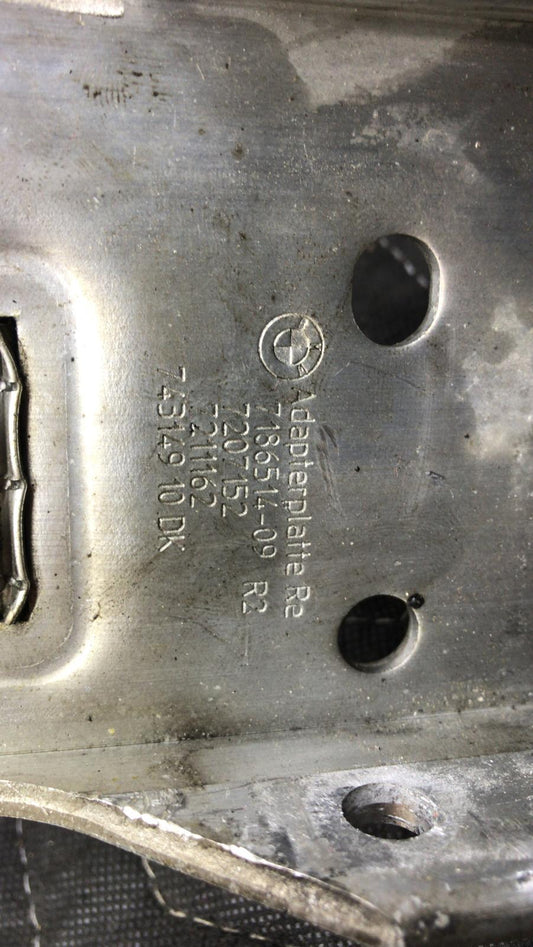 Adapterplatte Re
7186514-09 R2
7207152
7211162
743149 10 DK